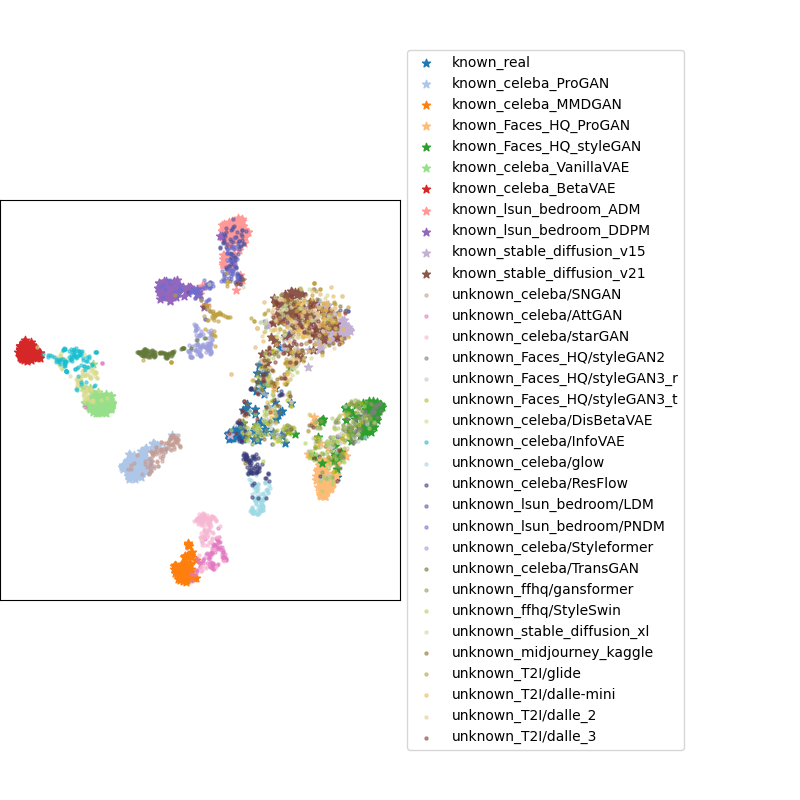 known_real
known_celeba_ProGAN
known_celeba_MMDGAN
known_Faces_HQ_ProGAN
known_Faces_HQ_styleGAN
known_celeba_VanillaVAE
known_celeba_BetaVAE
known_lsun_bedroom_ADM
known_lsun_bedroom_DDPM
known_stable_diffusion_v15
known_stable_diffusion_v21
unknown_celeba/SNGAN
unknown_celeba/AttGAN
unknown_celeba/starGAN
unknown_Faces_HQ/styleGAN2
unknown_Faces_HQ/styleGAN3_r
unknown_Faces_HQ/styleGAN3_t
unknown_celeba/DisBetaVAE
unknown_celeba/InfoVAE
unknown_celeba/glow
unknown_celeba/ResFlow
unknown_lsun_bedroom/LDM
unknown_lsun_bedroom/PNDM
unknown_celeba/Styleformer
unknown_celeba/TransGAN
unknown_ffhq/gansformer
unknown_ffhq/StyleSwin
unknown_stable_diffusion_xl
unknown_midjourney_kaggle
unknown_T2I/glide
unknown_T2I/dalle-mini
unknown_T2I/dalle_2
unknown_T2I/dalle_3